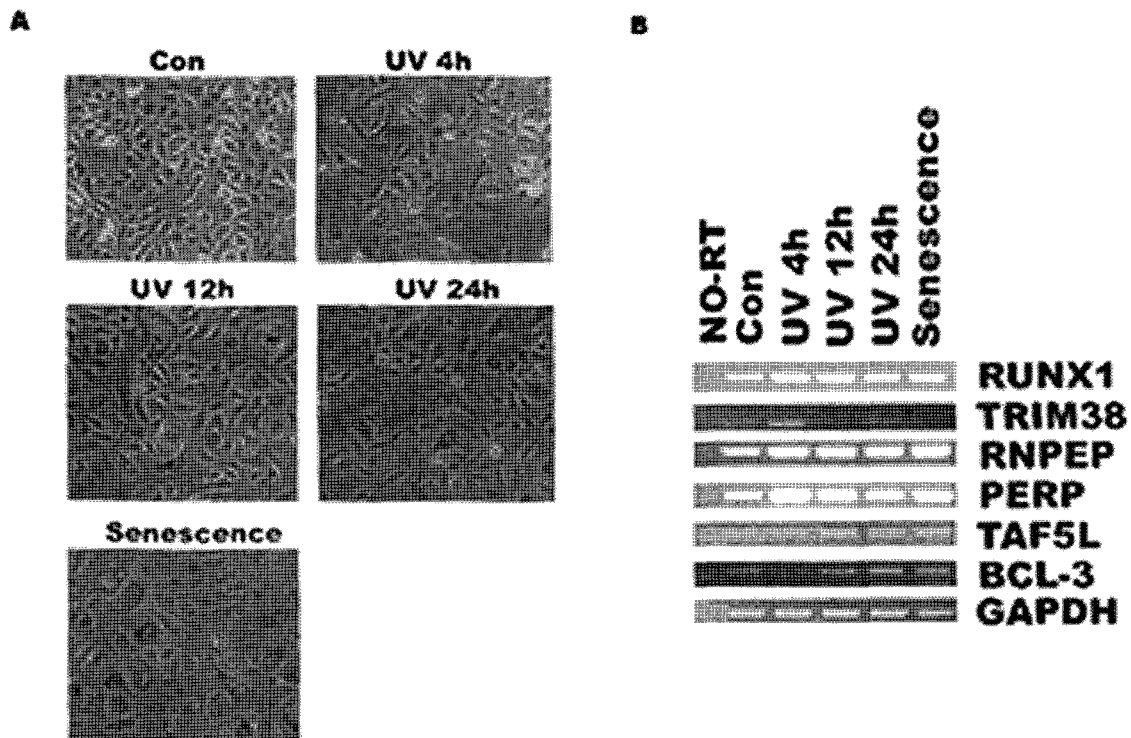 A
Con
UV 4h
UV 12h
UV 24h
Senescence
B
NO-RT
Con
UV 4h
UV 12h
UV 24h
Senescence
RUNX1
TRIM38
RNPEP
PERP
TAF5L
BCL-3
GAPDH